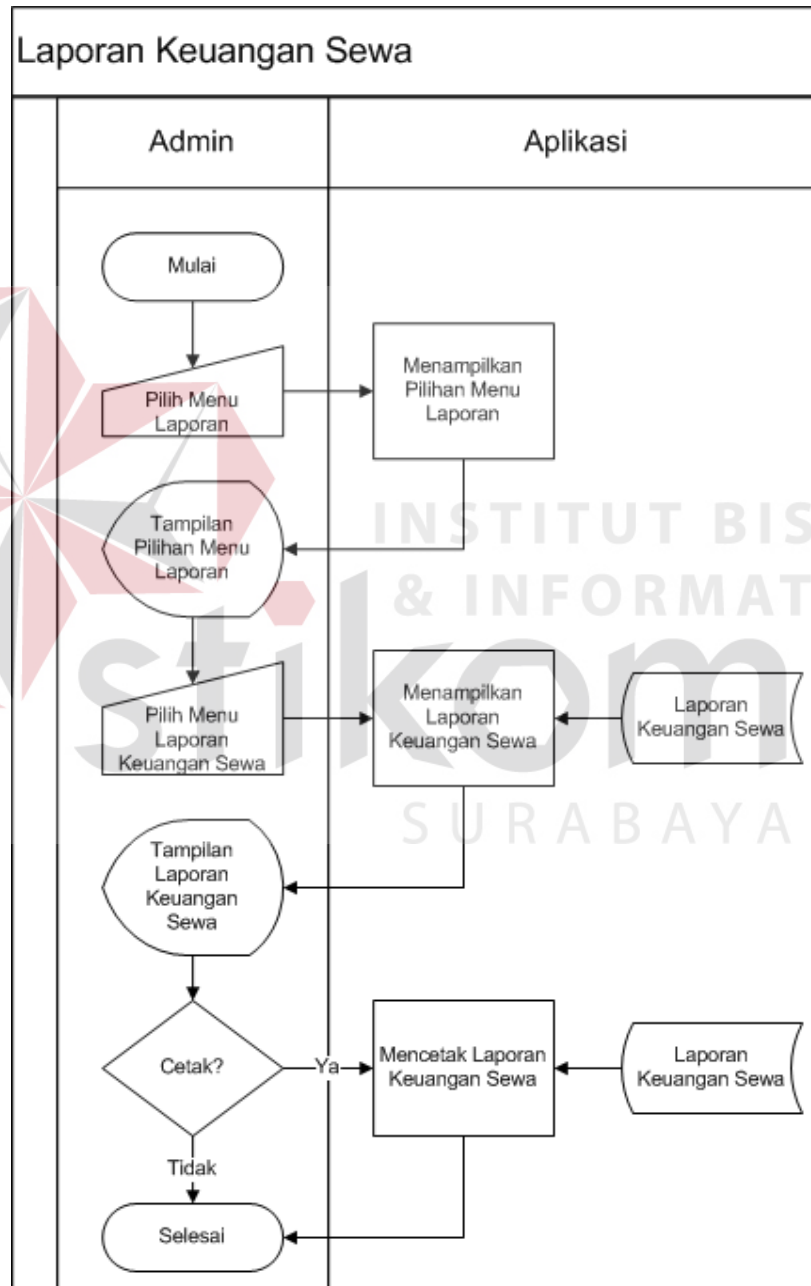 Laporan Keuangan Sewa
Admin
Aplikasi
Mulai
Pilih Menu
Laporan
Menampilkan
Pilihan Menu
Laporan
Tampilan
Pilihan Menu
Laporan
INSTITUT BIS
& INFORMAT
stikom
SURABAYA
Pilih Menu
Laporan
Keuangan Sewa
Menampilkan
Laporan
Keuangan Sewa
Laporan
Keuangan Sewa
Tampilan
Laporan
Keuangan
Sewa
Cetak?
Ya
Mencetak Laporan
Keuangan Sewa
Laporan
Keuangan Sewa
Tidak
Selesai